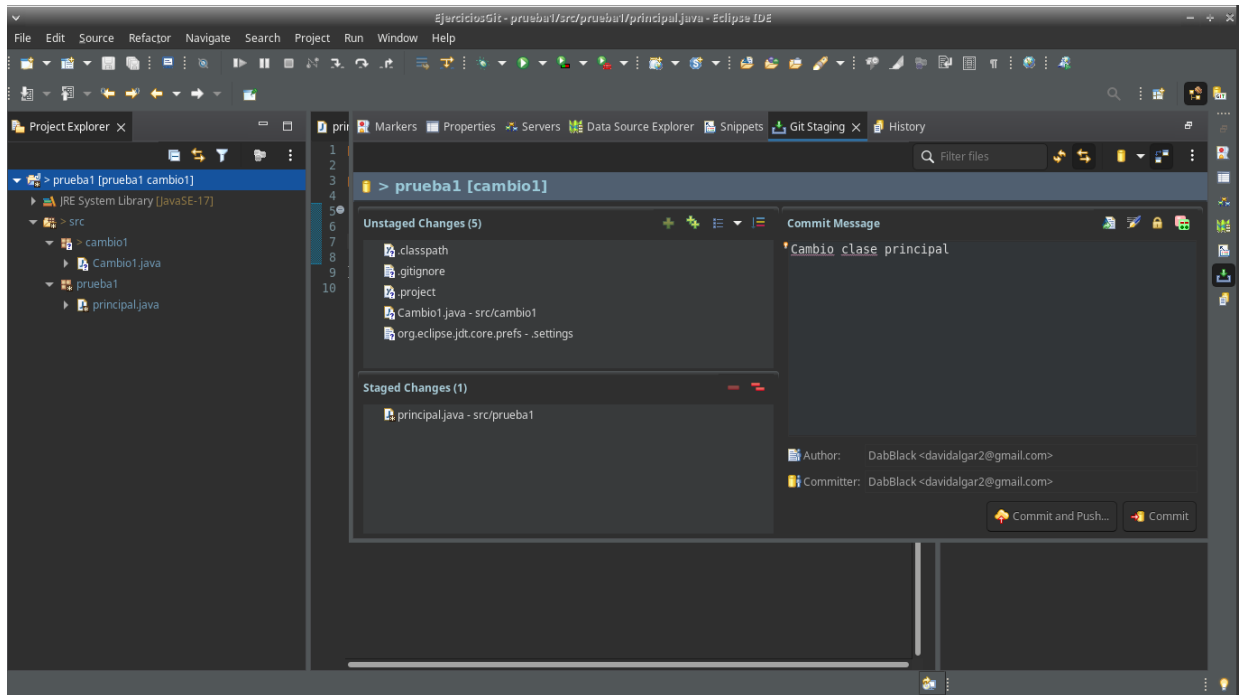 EjerciciosGit - prueba1/src/prueba1/principal.java - Eclipse IDE
File Edit Source Refactor Navigate Search Project Run Window Help
Project Explorer
> prueba1 [prueba1 cambio1]
JRE System Library [JavaSE-17]
> src
> cambio1
Cambio1.java
prueba1
principal.java
1
2
3
4
5
6
7
8
9
10
Markers Properties Servers Data Source Explorer Snippets Git Staging History
Filter files
> prueba1 [cambio1]
Unstaged Changes (5)
.classpath
.gitignore
.project
Cambio1.java - src/cambio1
org.eclipse.jdt.core.prefs - .settings
Staged Changes (1)
principal.java - src/prueba1
Commit Message
Cambio clase principal
Author: DabBlack <davidalgar2@gmail.com>
Committer: DabBlack <davidalgar2@gmail.com>
Commit and Push... Commit